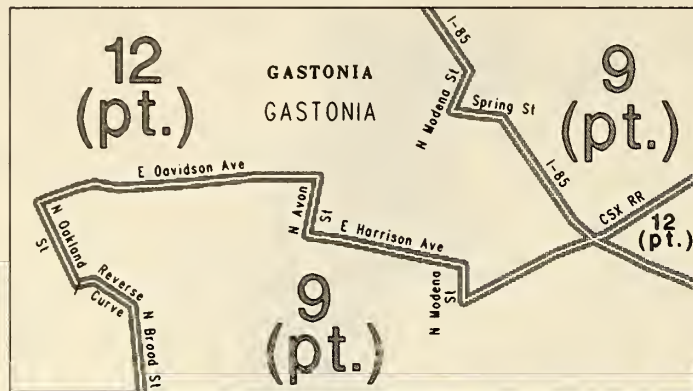 12
(pt.)
GASTONIA
GASTONIA
I-85
N Modena St
Spring St
9
(pt.)
I-85
CSX RR
12
(pt.)
E Davidson Ave
N Avon
St
E Harrison Ave
N Oakland
St
Reverse
Curve
N Broad St
9
(pt.)
N Modena
St